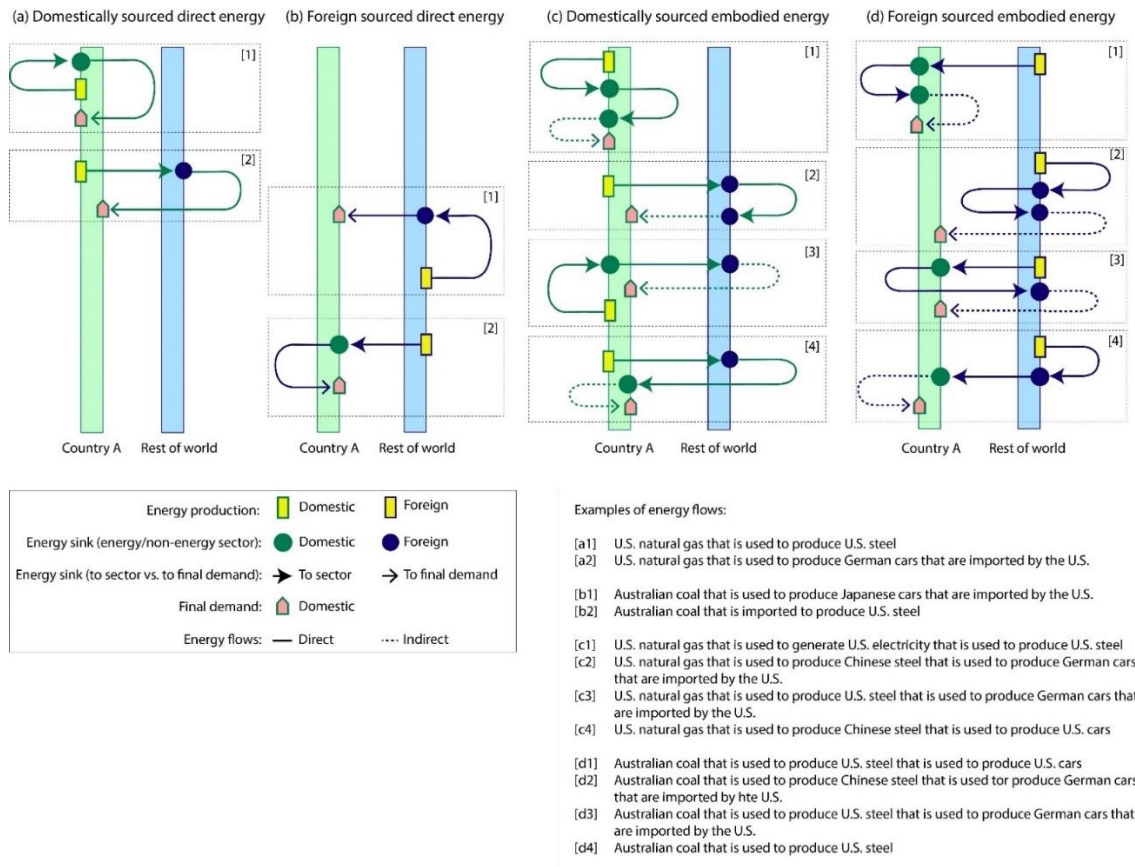 (a) Domestically sourced direct energy
(b) Foreign sourced direct energy
(c) Domestically sourced embodied energy
(d) Foreign sourced embodied energy
[1]
[2]
[1]
[2]
[1]
[2]
[3]
[4]
[1]
[2]
[3]
[4]
Country A
Rest of world
Country A
Rest of world
Country A
Rest of world
Country A
Rest of world
Energy production: Domestic Foreign
Energy sink (energy/non-energy sector): Domestic Foreign
Energy sink (to sector vs. to final demand): To sector To final demand
Final demand: Domestic
Energy flows: Direct Indirect
Examples of energy flows:
[a1] U.S. natural gas that is used to produce U.S. steel
[a2] U.S. natural gas that is used to produce German cars that are imported by the U.S.
[b1] Australian coal that is used to produce Japanese cars that are imported by the U.S.
[b2] Australian coal that is imported to produce U.S. steel
[c1] U.S. natural gas that is used to generate U.S. electricity that is used to produce U.S. steel
[c2] U.S. natural gas that is used to produce Chinese steel that is used to produce German cars
that are imported by the U.S.
[c3] U.S. natural gas that is used to produce U.S. steel that is used to produce German cars that
are imported by the U.S.
[c4] U.S. natural gas that is used to produce Chinese steel that is used to produce U.S. cars
[d1] Australian coal that is used to produce U.S. steel that is used to produce U.S. cars
[d2] Australian coal that is used to produce Chinese steel that is used tor produce German cars
that are imported by hte U.S.
[d3] Australian coal that is used to produce U.S. steel that is used to produce German cars that
are imported by the U.S.
[d4] Australian coal that is used to produce U.S. steel